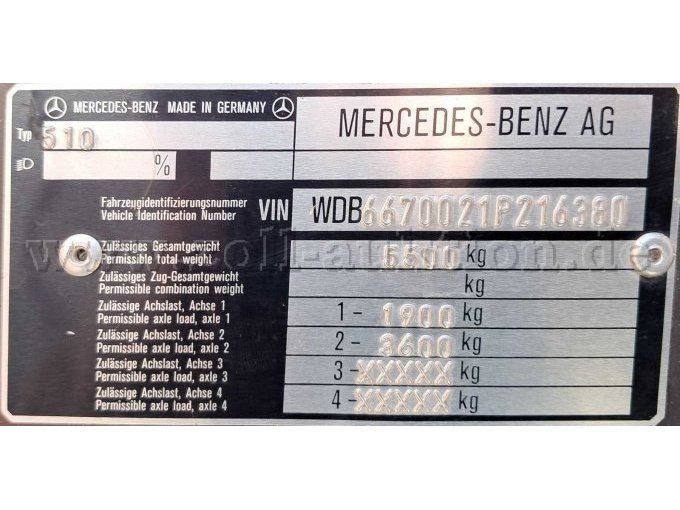 MERCEDES-BENZ MADE IN GERMANY
Typ 510
MERCEDES-BENZ AG
%
Fahrzeugidentifizierungsnummer
Vehicle Identification Number VIN WDB6670021P216380
Zulässiges Gesamtgewicht
Permissible total weight 5500 kg
Zulässiges Zug-Gesamtgewicht
Permissible combination weight kg
Zulässige Achslast, Achse 1
Permissible axle load, axle 1 1- 1900 kg
Zulässige Achslast, Achse 2
Permissible axle load, axle 2 2- 3600 kg
Zulässige Achslast, Achse 3
Permissible axle load, axle 3 3-XXXXX kg
Zulässige Achslast, Achse 4
Permissible axle load, axle 4 4-XXXXX kg